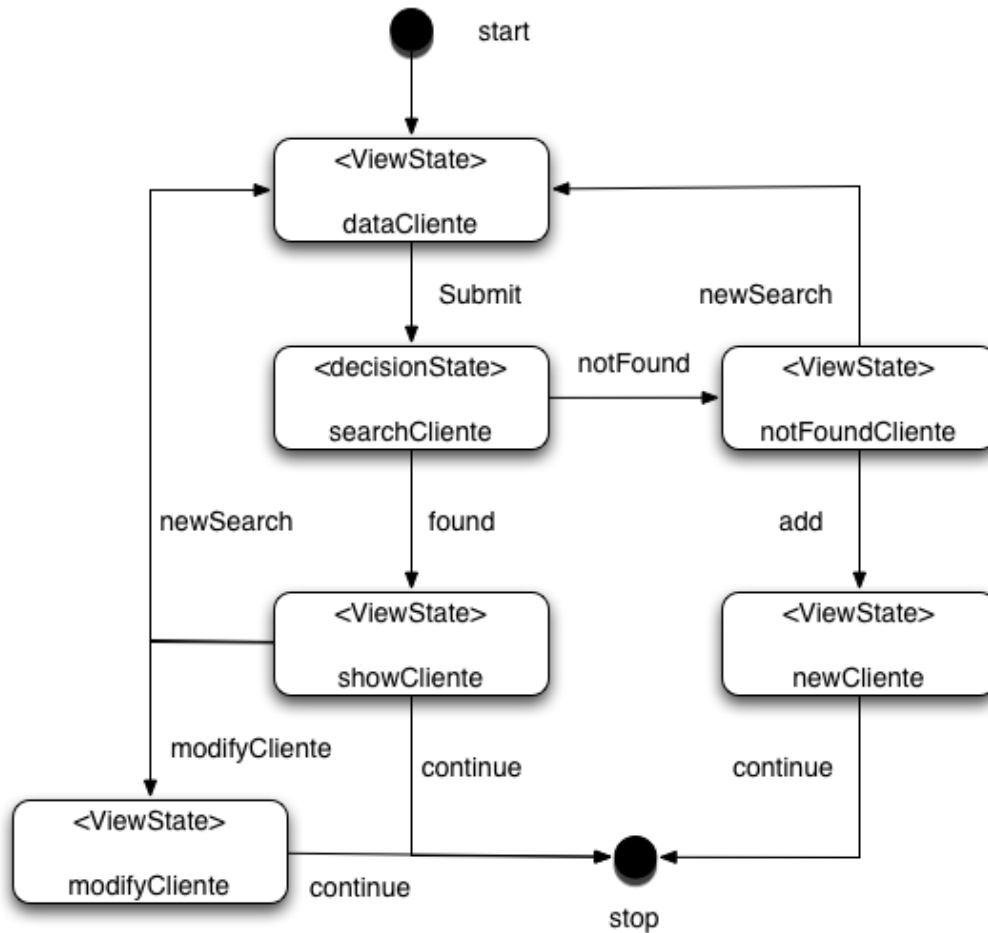 start
<ViewState>
dataCliente
Submit
newSearch
<decisionState>
searchCliente
notFound
<ViewState>
notFoundCliente
newSearch
found
add
<ViewState>
showCliente
<ViewState>
newCliente
modifyCliente
continue
continue
<ViewState>
modifyCliente
continue
stop